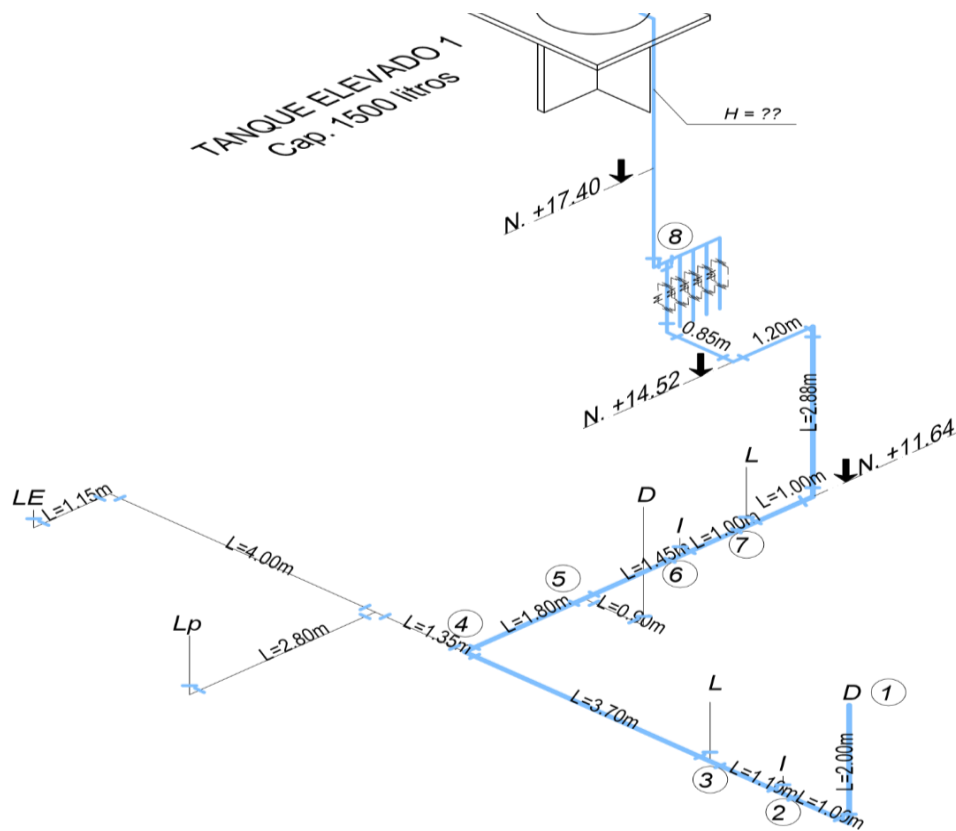 TANQUE ELEVADO 1
Cap. 1500 litros
H = ??
N. +17.40
8
H
0.85m
1.20m
N. +14.52
L=2.88m
N. +11.64
LE
L=1.15m
L
L=1.00m
D
I
L=1.00m
7
L=4.00m
L=1.45m
6
5
L=0.90m
L=1.80m
4
Lp
L=2.80m
L=1.35m
L=3.70m
L
D
1
L=2.00m
I
3
L=1.10m
2
L=1.00m